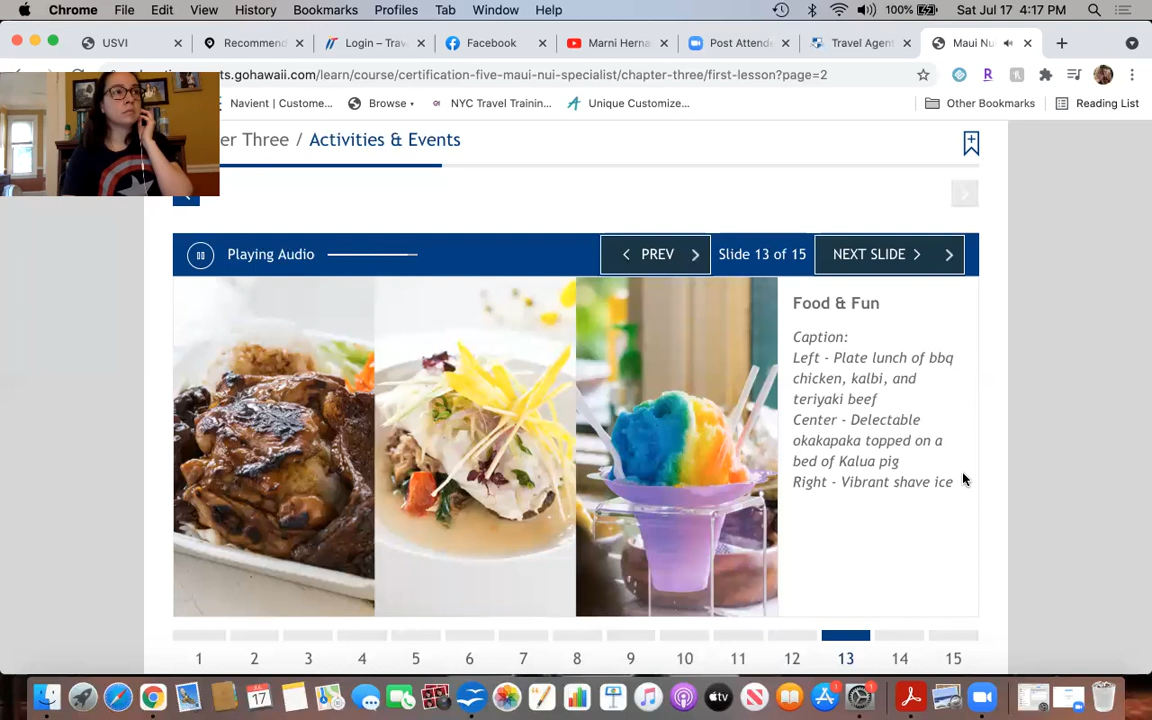 Chrome File Edit View History Bookmarks Profiles Tab Window Help 100% Sat Jul 17 4:17 PM
USVI Recommend Login – Trav Facebook Marni Herna Post Attende Travel Agent Maui Nu
ts.gohawaii.com/learn/course/certification-five-maui-nui-specialist/chapter-three/first-lesson?page=2
Navient | Custome... Browse NYC Travel Training... Unique Customize... Other Bookmarks Reading List
er Three / Activities & Events
Playing Audio PREV Slide 13 of 15 NEXT SLIDE
Food & Fun
Caption:
Left - Plate lunch of bbq
chicken, kalbi, and
teriyaki beef
Center - Delectable
okakapaka topped on a
bed of Kalua pig
Right - Vibrant shave ice
1 2 3 4 5 6 7 8 9 10 11 12 13 14 15
17 tv